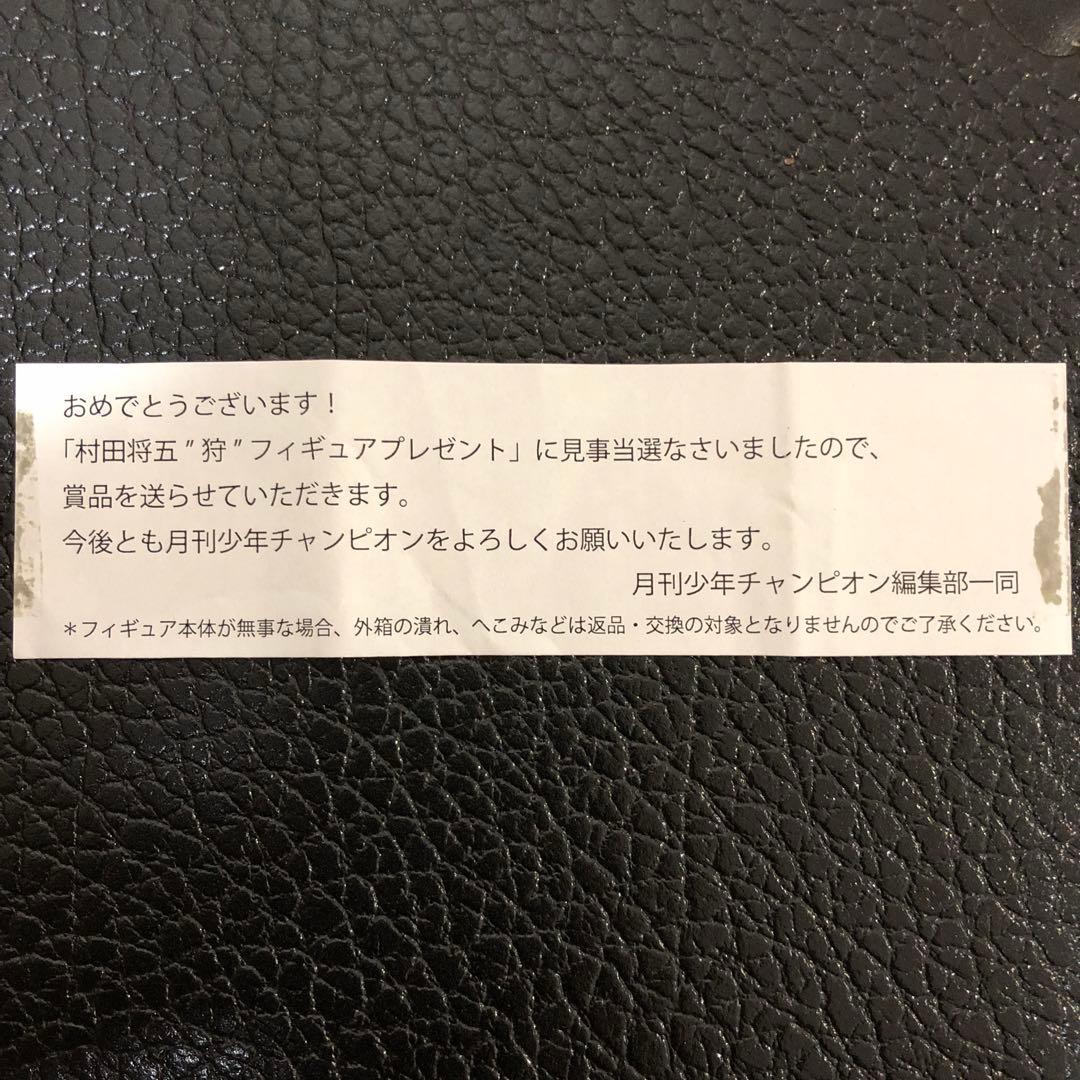 おめでとうございます！
「村田将五”狩”フィギュアプレゼント」に見事当選なさいましたので、
賞品を送らせていただきます。
今後とも月刊少年チャンピオンをよろしくお願いいたします。
月刊少年チャンピオン編集部一同
＊フィギュア本体が無事な場合、外箱の潰れ、へこみなどは返品・交換の対象となりませんのでご了承ください。